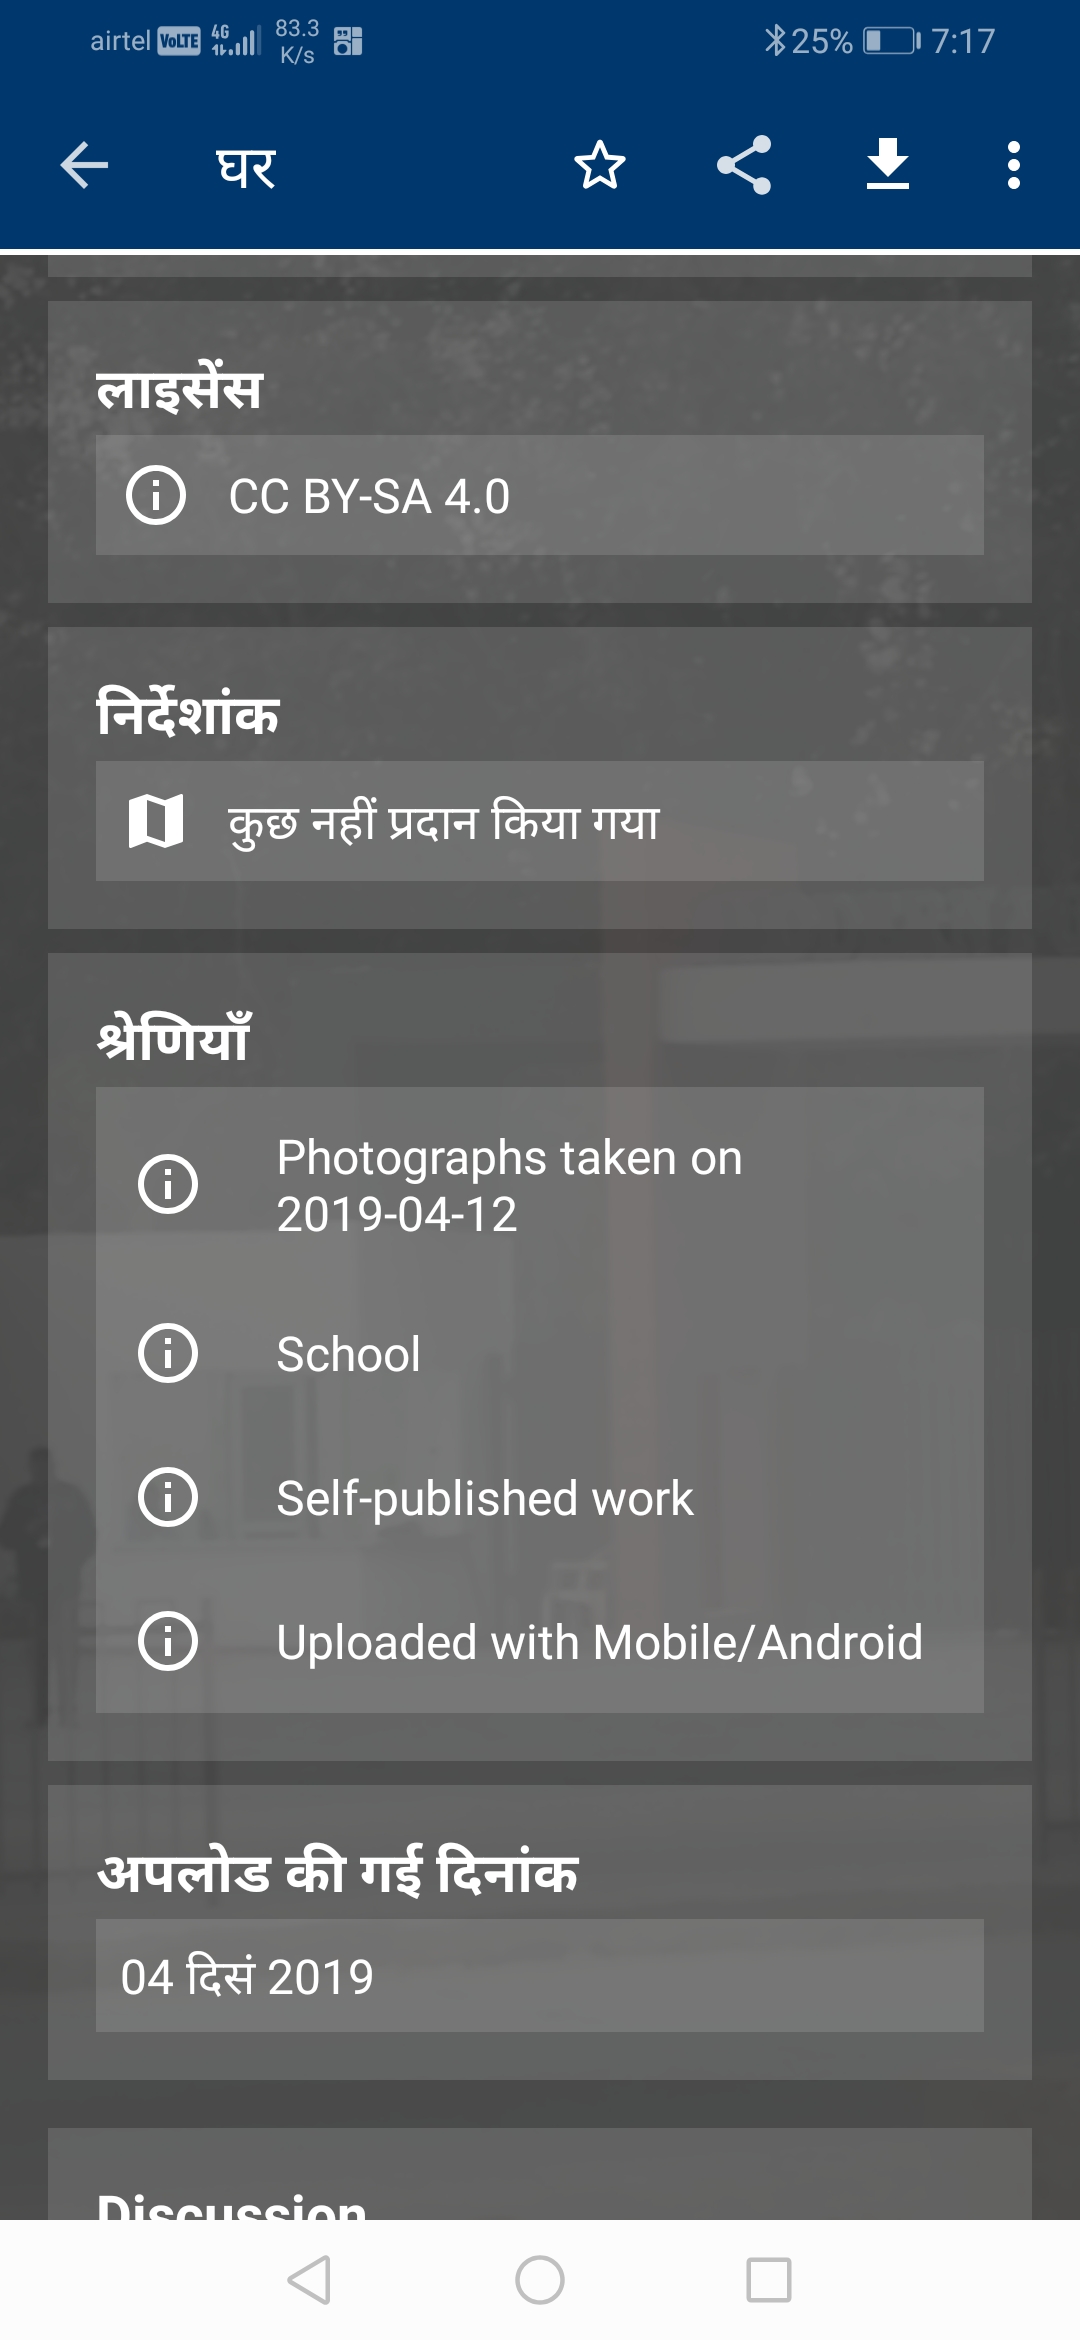 airtel VoLTE 4G 83.3 K/s 25% 7:17
घर
लाइसेंस
CC BY-SA 4.0
निर्देशांक
कुछ नहीं प्रदान किया गया
श्रेणियाँ
Photographs taken on
2019-04-12
School
Self-published work
Uploaded with Mobile/Android
अपलोड की गई दिनांक
04 दिसं 2019
Discussion